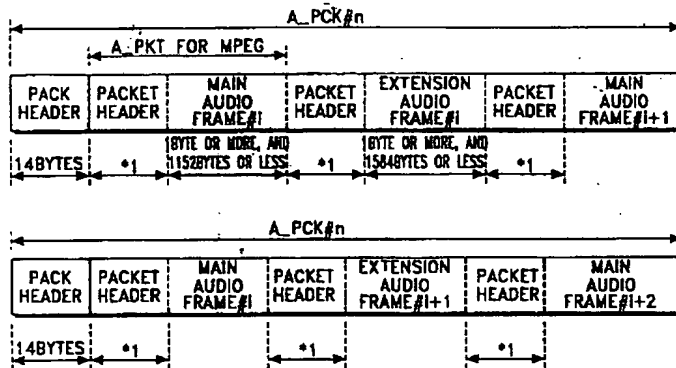 A_PCK#n
A_PKT FOR MPEG
PACK HEADER PACKET HEADER MAIN AUDIO FRAME#i PACKET HEADER EXTENSION AUDIO FRAME#i PACKET HEADER MAIN AUDIO FRAME#i+1
14BYTES *1 1BYTE OR MORE, AND 1152BYTES OR LESS *1 1BYTE OR MORE, AND 1584BYTES OR LESS *1
A_PCK#n
PACK HEADER PACKET HEADER MAIN AUDIO FRAME#i PACKET HEADER EXTENSION AUDIO FRAME#i+1 PACKET HEADER MAIN AUDIO FRAME#i+2
14BYTES *1 *1 *1